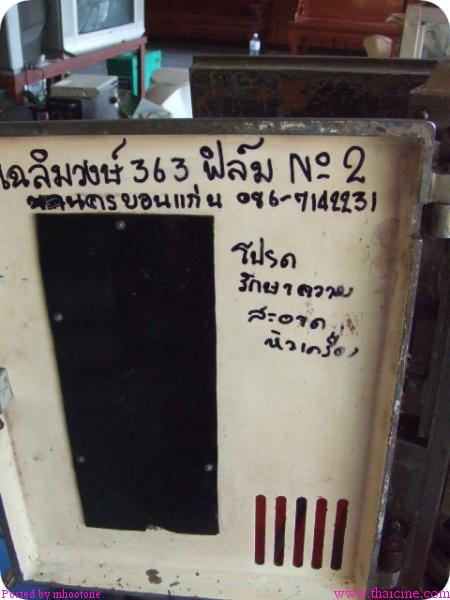 เฉลิมวงษ์ 363 ฟิล์ม No 2
นครขอนแก่น 086-7142231
โปรด
รักษาความ
สะอาด
หัวเครื่อง
Posted by mhootone
www.thaicine.com